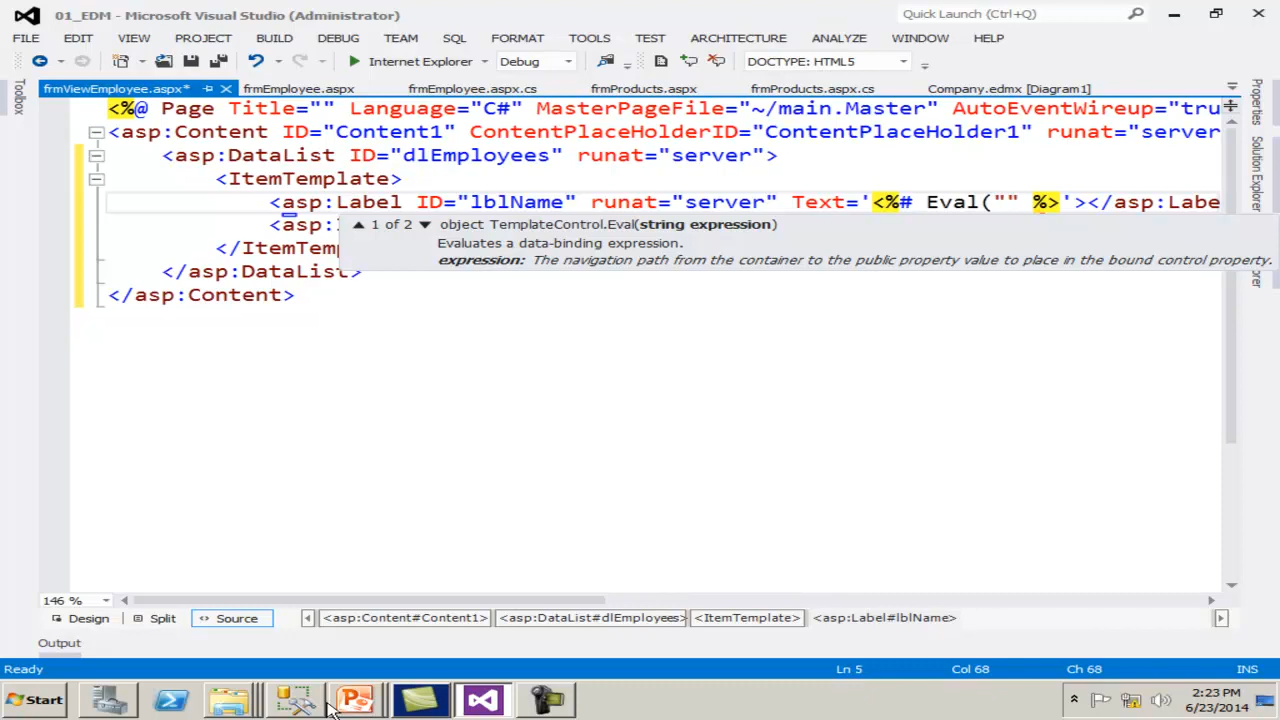 01_EDM - Microsoft Visual Studio (Administrator)
Quick Launch (Ctrl+Q)
FILE EDIT VIEW PROJECT BUILD DEBUG TEAM SQL FORMAT TOOLS TEST ARCHITECTURE ANALYZE WINDOW HELP
Internet Explorer Debug DOCTYPE: HTML5
Toolbox
frmViewEmployee.aspx* frmEmployee.aspx frmEmployee.aspx.cs frmProducts.aspx frmProducts.aspx.cs Company.edmx [Diagram1]
<%@ Page Title="" Language="C#" MasterPageFile="~/main.Master" AutoEventWireup="tru
<asp:Content ID="Content1" ContentPlaceHolderID="ContentPlaceHolder1" runat="server
<asp:DataList ID="dlEmployees" runat="server">
<ItemTemplate>
<asp:Label ID="lblName" runat="server" Text='<%# Eval("" %>'></asp:Labe
<asp:
1 of 2 object TemplateControl.Eval(string expression)
Evaluates a data-binding expression.
expression: The navigation path from the container to the public property value to place in the bound control property.
</ItemTemp
</asp:DataList>
</asp:Content>
Properties
Solution Explorer
146 %
Design Split Source <asp:Content#Content1> <asp:DataList#dlEmployees> <ItemTemplate> <asp:Label#lblName>
Output
Ready Ln 5 Col 68 Ch 68 INS
Start
2:23 PM
6/23/2014